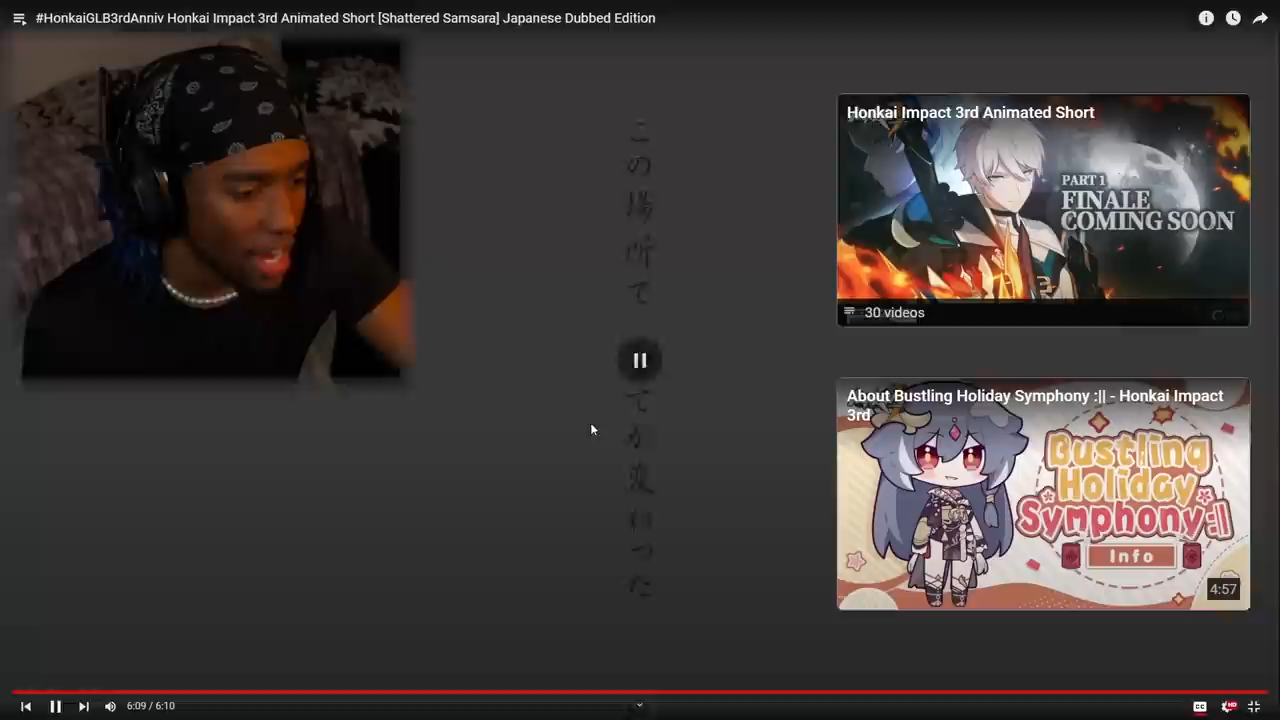 #HonkaiGLB3rdAnniv Honkai Impact 3rd Animated Short [Shattered Samsara] Japanese Dubbed Edition
この場所で
てが変わった
Honkai Impact 3rd Animated Short
PART 1
FINALE
COMING SOON
30 videos
About Bustling Holiday Symphony :|| - Honkai Impact
3rd
Bustling
Holiday
Symphony:||
Info
4:57
6:09 / 6:10
CC
HD